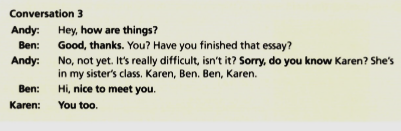 Conversation 3
Andy: Hey, how are things?
Ben: Good, thanks. You? Have you finished that essay?
Andy: No, not yet. It's really difficult, isn't it? Sorry, do you know Karen? She's
in my sister's class. Karen, Ben. Ben, Karen.
Ben: Hi, nice to meet you.
Karen: You too.